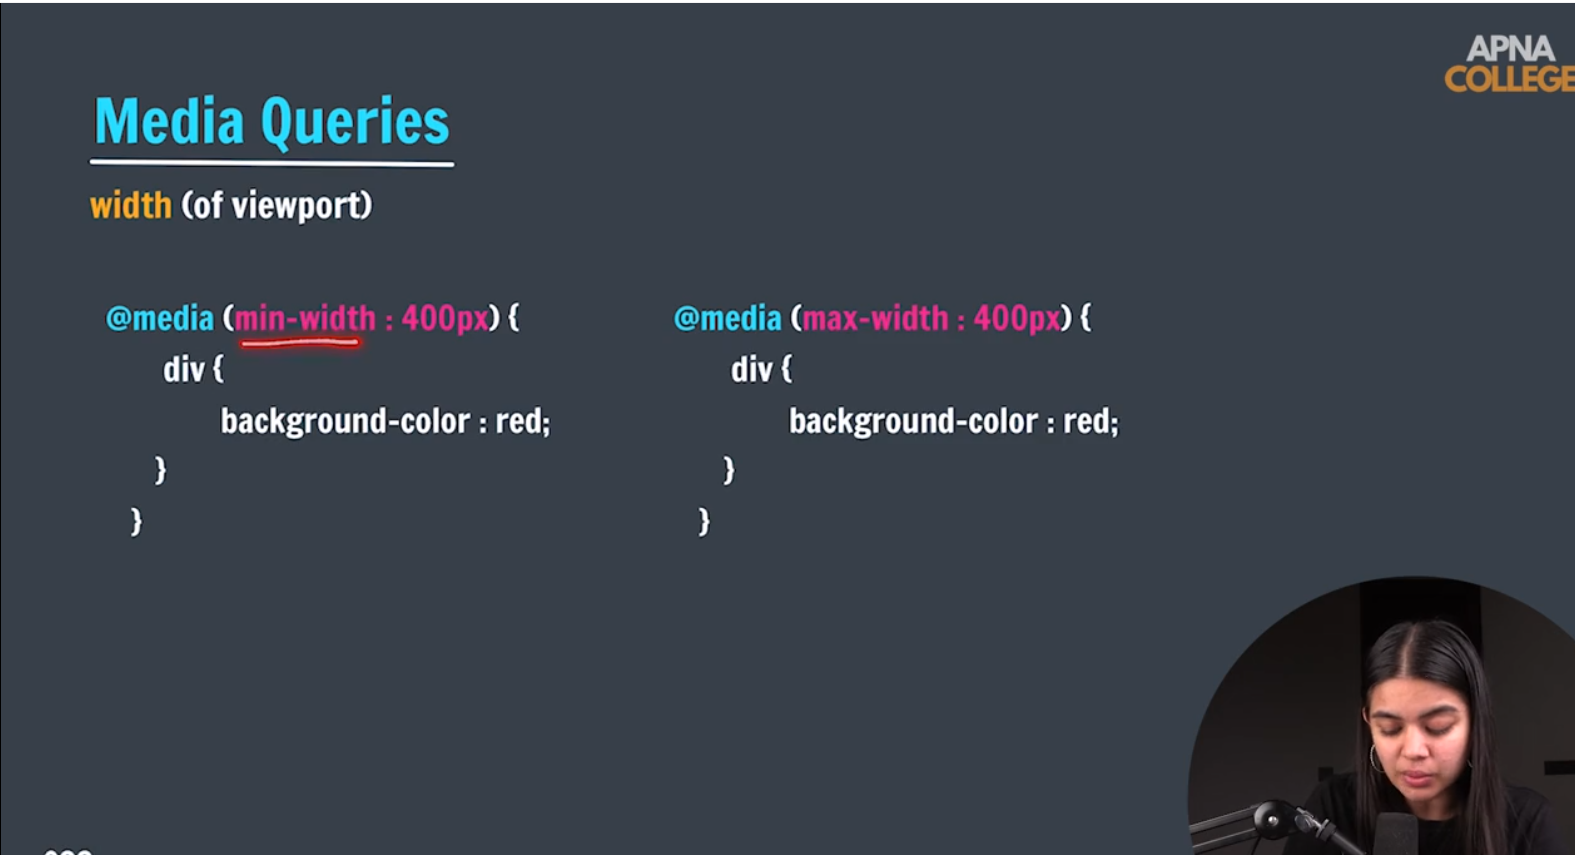 APNA
COLLEGE
Media Queries
width (of viewport)
@media (min-width : 400px) {
div {
background-color : red;
}
}
@media (max-width : 400px) {
div {
background-color : red;
}
}